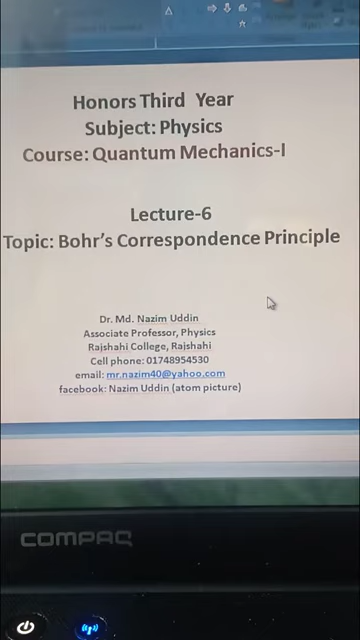 Honors Third Year
Subject: Physics
Course: Quantum Mechanics-I
Lecture-6
Topic: Bohr's Correspondence Principle
Dr. Md. Nazim Uddin
Associate Professor, Physics
Rajshahi College, Rajshahi
Cell phone: 01748954530
email: mr.nazim40@yahoo.com
facebook: Nazim Uddin (atom picture)
COMPAQ